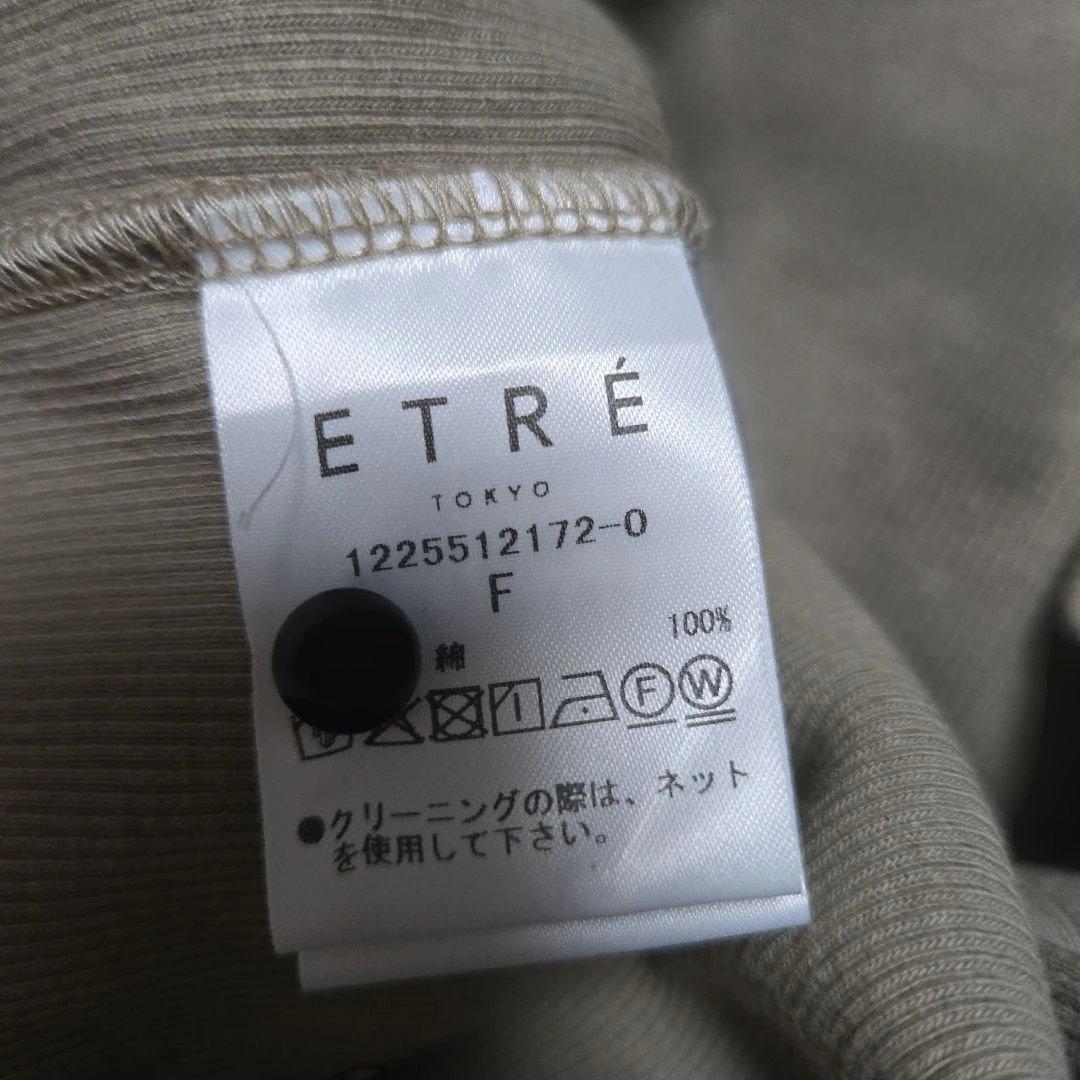 ETRÉ
TOKYO
1225512172-0
F
綿 100%
F W
●クリーニングの際は、ネット
を使用して下さい。